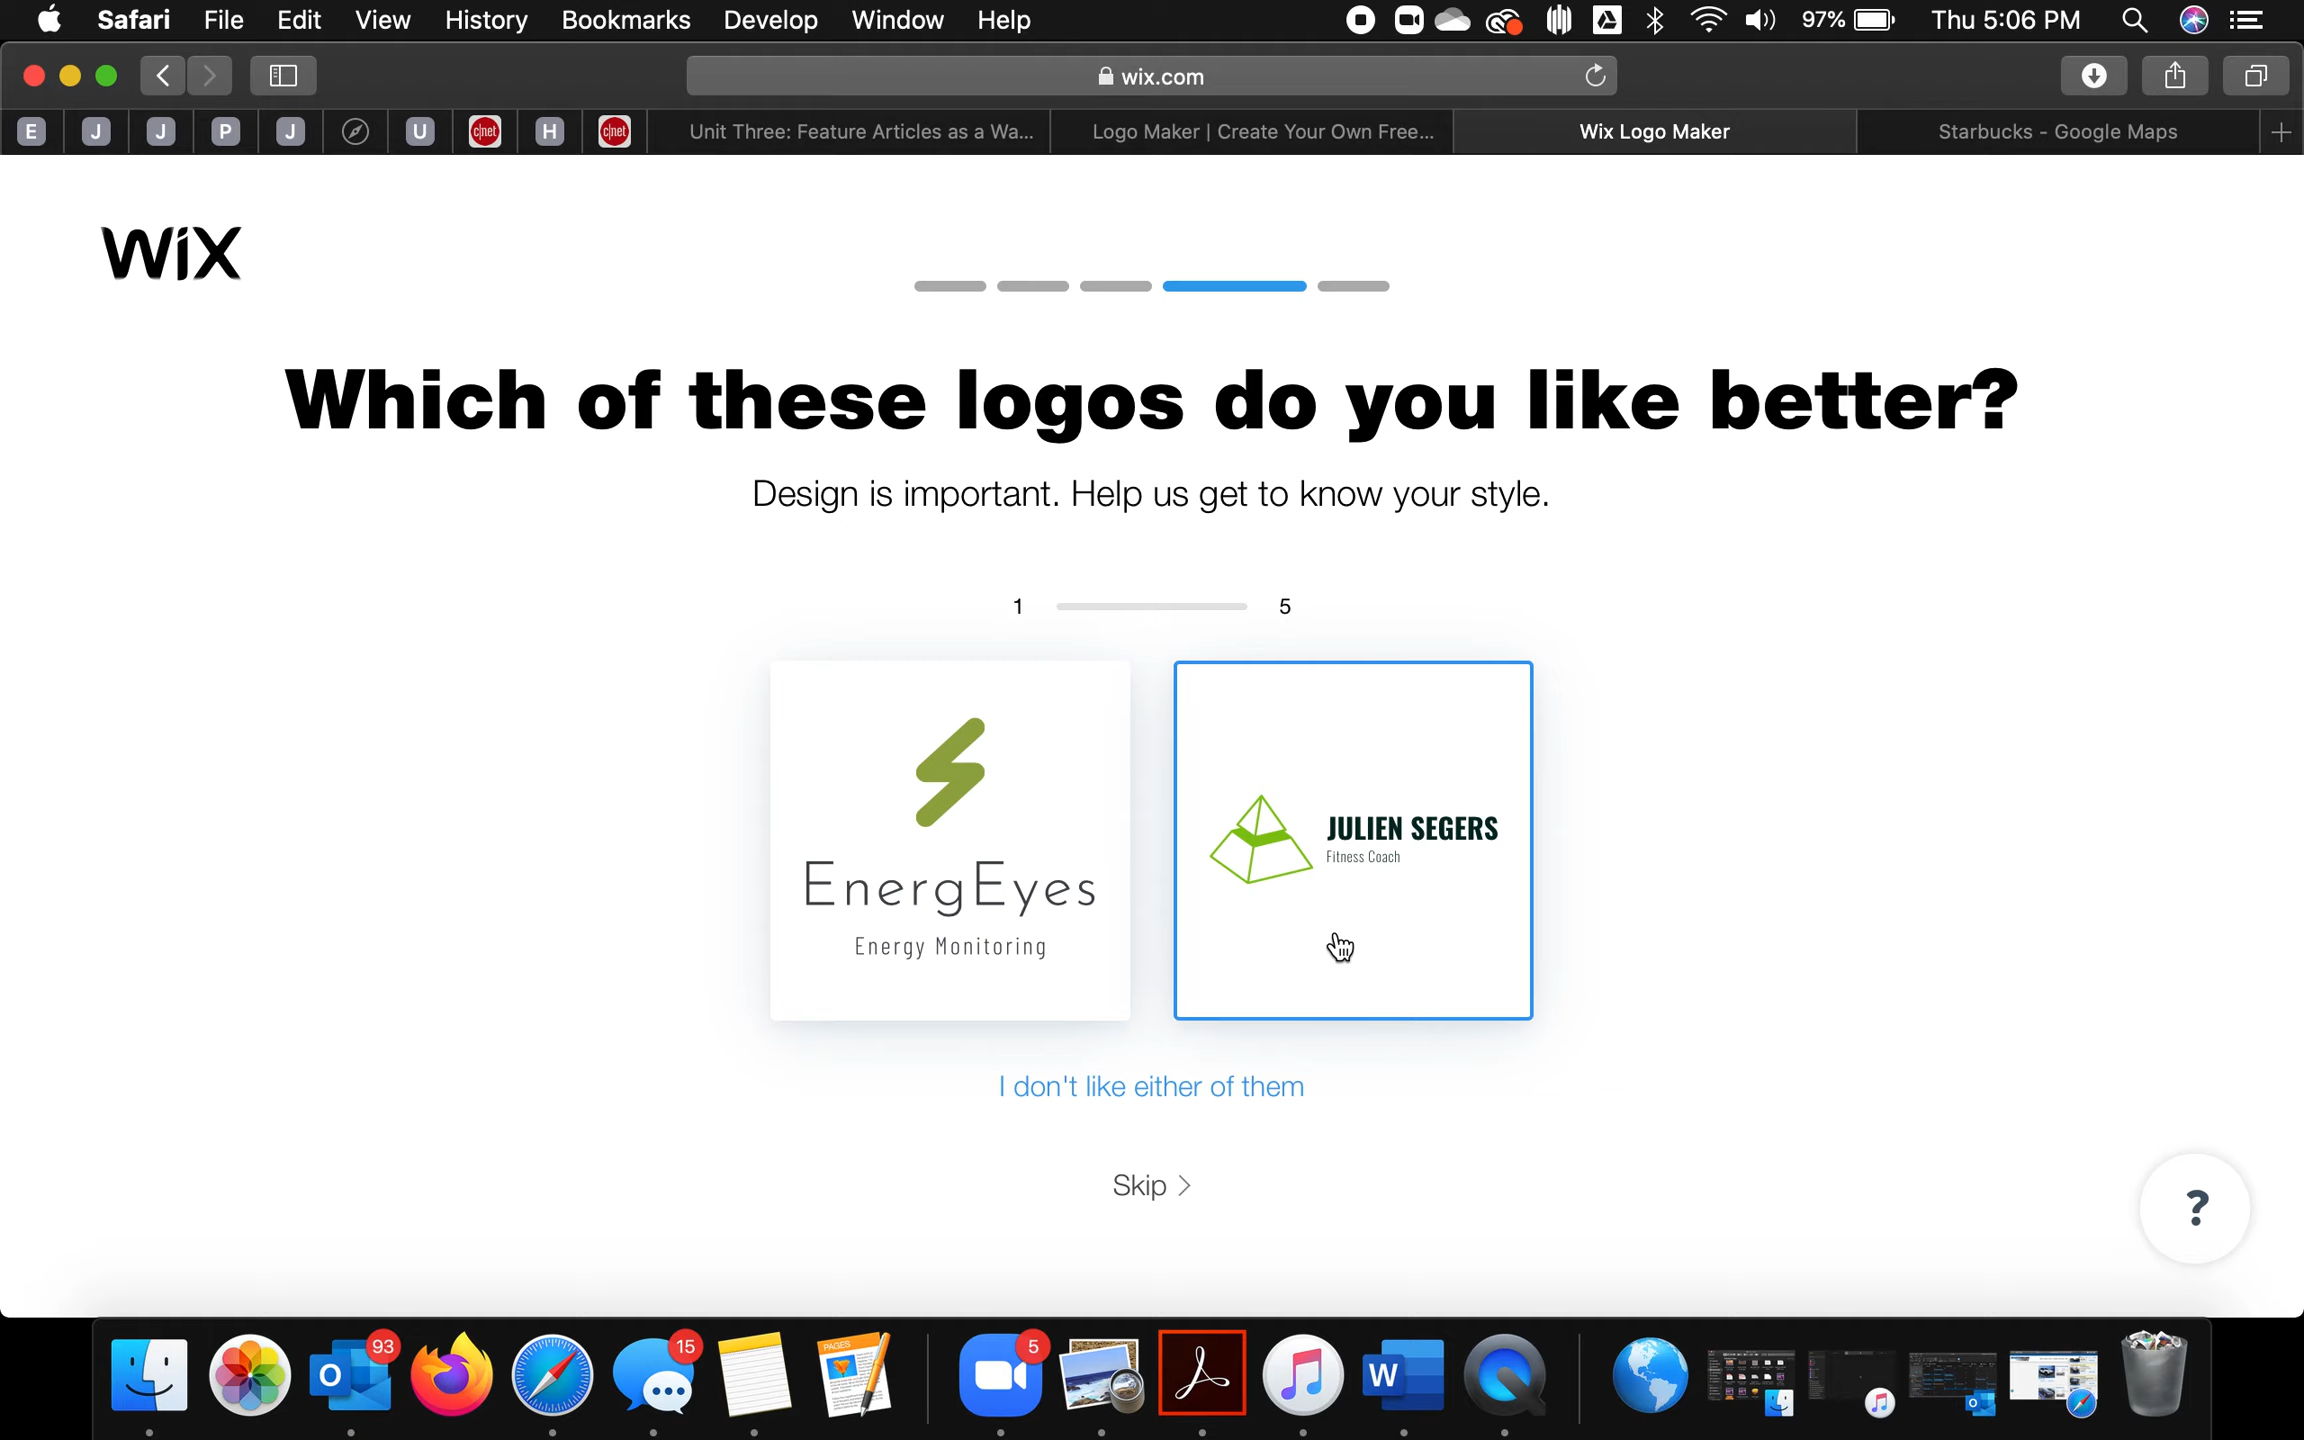 Safari File Edit View History Bookmarks Develop Window Help 97% Thu 5:06 PM
wix.com
E J J P J U c|net H c|net Unit Three: Feature Articles as a Wa... Logo Maker | Create Your Own Free... Wix Logo Maker Starbucks - Google Maps
WiX
Which of these logos do you like better?
Design is important. Help us get to know your style.
1 5
EnergEyes
Energy Monitoring
JULIEN SEGERS
Fitness Coach
I don't like either of them
Skip
?
93 15 PAGES 5
O W